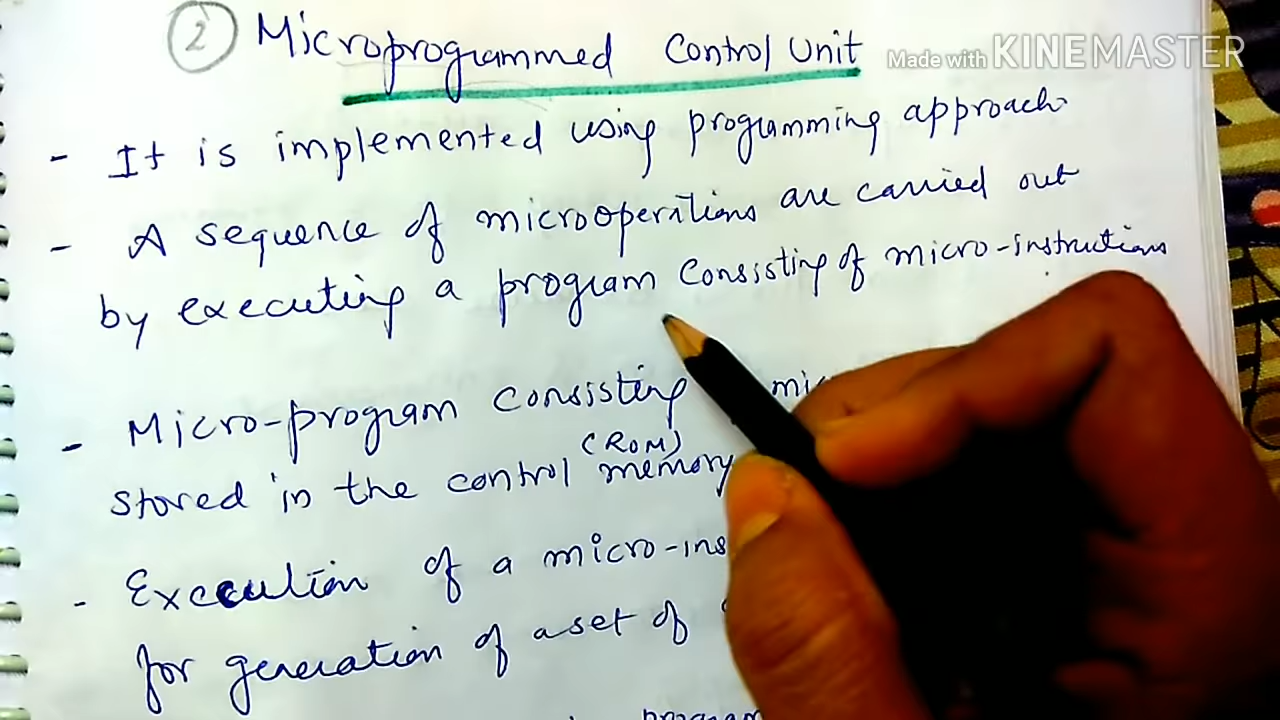 2 Microprogrammed Control Unit
Made with KINEMASTER
- It is implemented using programming approach
- A sequence of microoperations are carried out
by executing a program consisting of micro-instructions
- Micro-program consisting
(ROM)
stored in the control memory
- Execution of a micro-ins
for generation of a set of
program